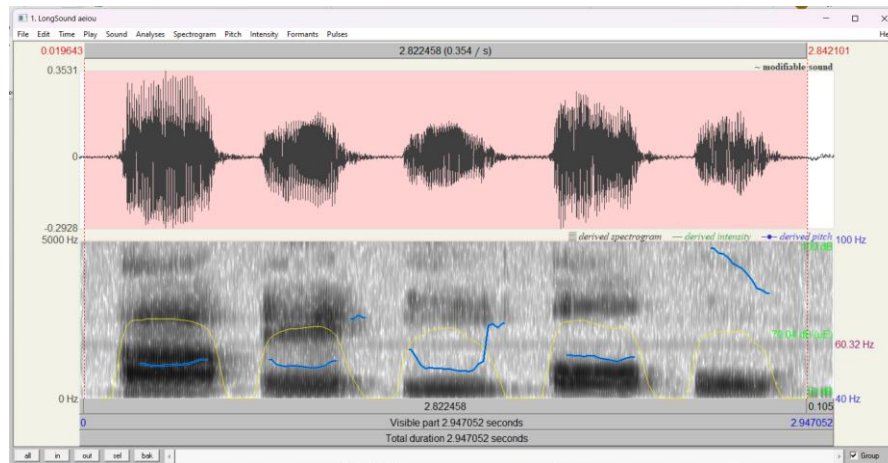 1. LongSound aeiou
File Edit Time Play Sound Analyses Spectrogram Pitch Intensity Formants Pulses
He
0.019643 2.822458 (0.354 / s) 2.842101
0.3531
~ modifiable sound
0
-0.2928
derived spectrogram derived intensity derived pitch
5000 Hz 100 Hz
60.32 Hz
0 Hz 40 Hz
2.822458 0.105
0 Visible part 2.947052 seconds 2.947052
Total duration 2.947052 seconds
all in out sel bak Group